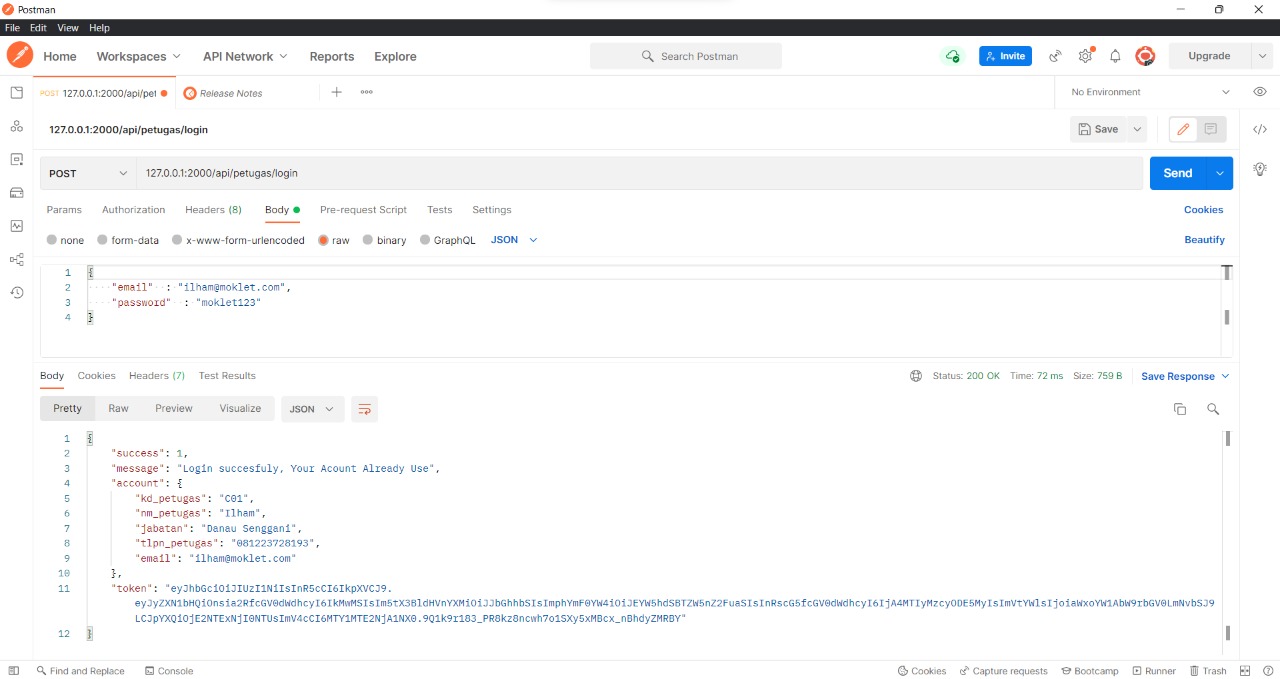 Postman
File Edit View Help
Home Workspaces API Network Reports Explore Search Postman Invite Upgrade
POST 127.0.0.1:2000/api/pet Release Notes No Environment
127.0.0.1:2000/api/petugas/login Save
POST 127.0.0.1:2000/api/petugas/login Send
Params Authorization Headers (8) Body Pre-request Script Tests Settings Cookies
none form-data x-www-form-urlencoded raw binary GraphQL JSON Beautify
1 {
2 "email" : "ilham@moklet.com",
3 "password" : "moklet123"
4 }
Body Cookies Headers (7) Test Results Status: 200 OK Time: 72 ms Size: 759 B Save Response
Pretty Raw Preview Visualize JSON
1 {
2 "success": 1,
3 "message": "Login succesfuly, Your Acount Already Use",
4 "account": {
5 "kd_petugas": "C01",
6 "nm_petugas": "Ilham",
7 "jabatan": "Danau Senggani",
8 "tlpn_petugas": "081223728193",
9 "email": "ilham@moklet.com"
10 },
11 "token": "eyJhbGciOiJIUzI1NiIsInR5cCI6IkpXVCJ9.
12 }
Find and Replace Console Cookies Capture requests Bootcamp Runner Trash